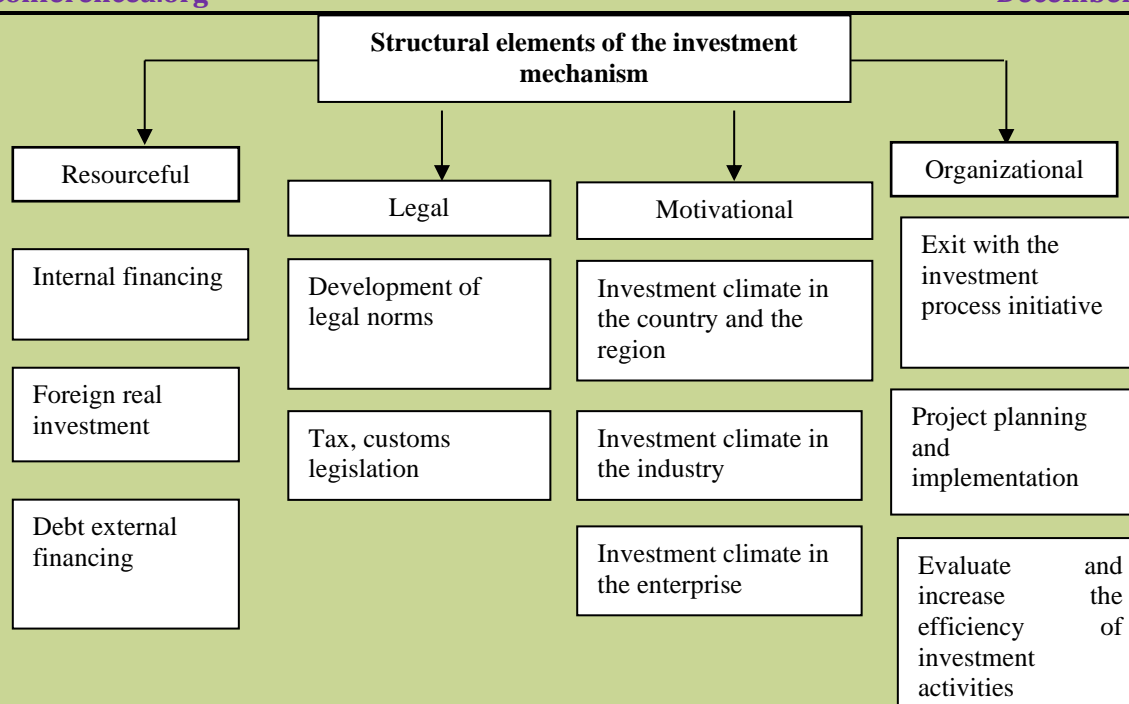 Structural elements of the investment
mechanism
Resourceful
Legal
Motivational
Organizational
Internal financing
Foreign real
investment
Debt external
financing
Development of
legal norms
Tax, customs
legislation
Investment climate in
the country and the
region
Investment climate in
the industry
Investment climate in
the enterprise
Exit with the
investment
process initiative
Project planning
and
implementation
Evaluate and
increase the
efficiency of
investment
activities